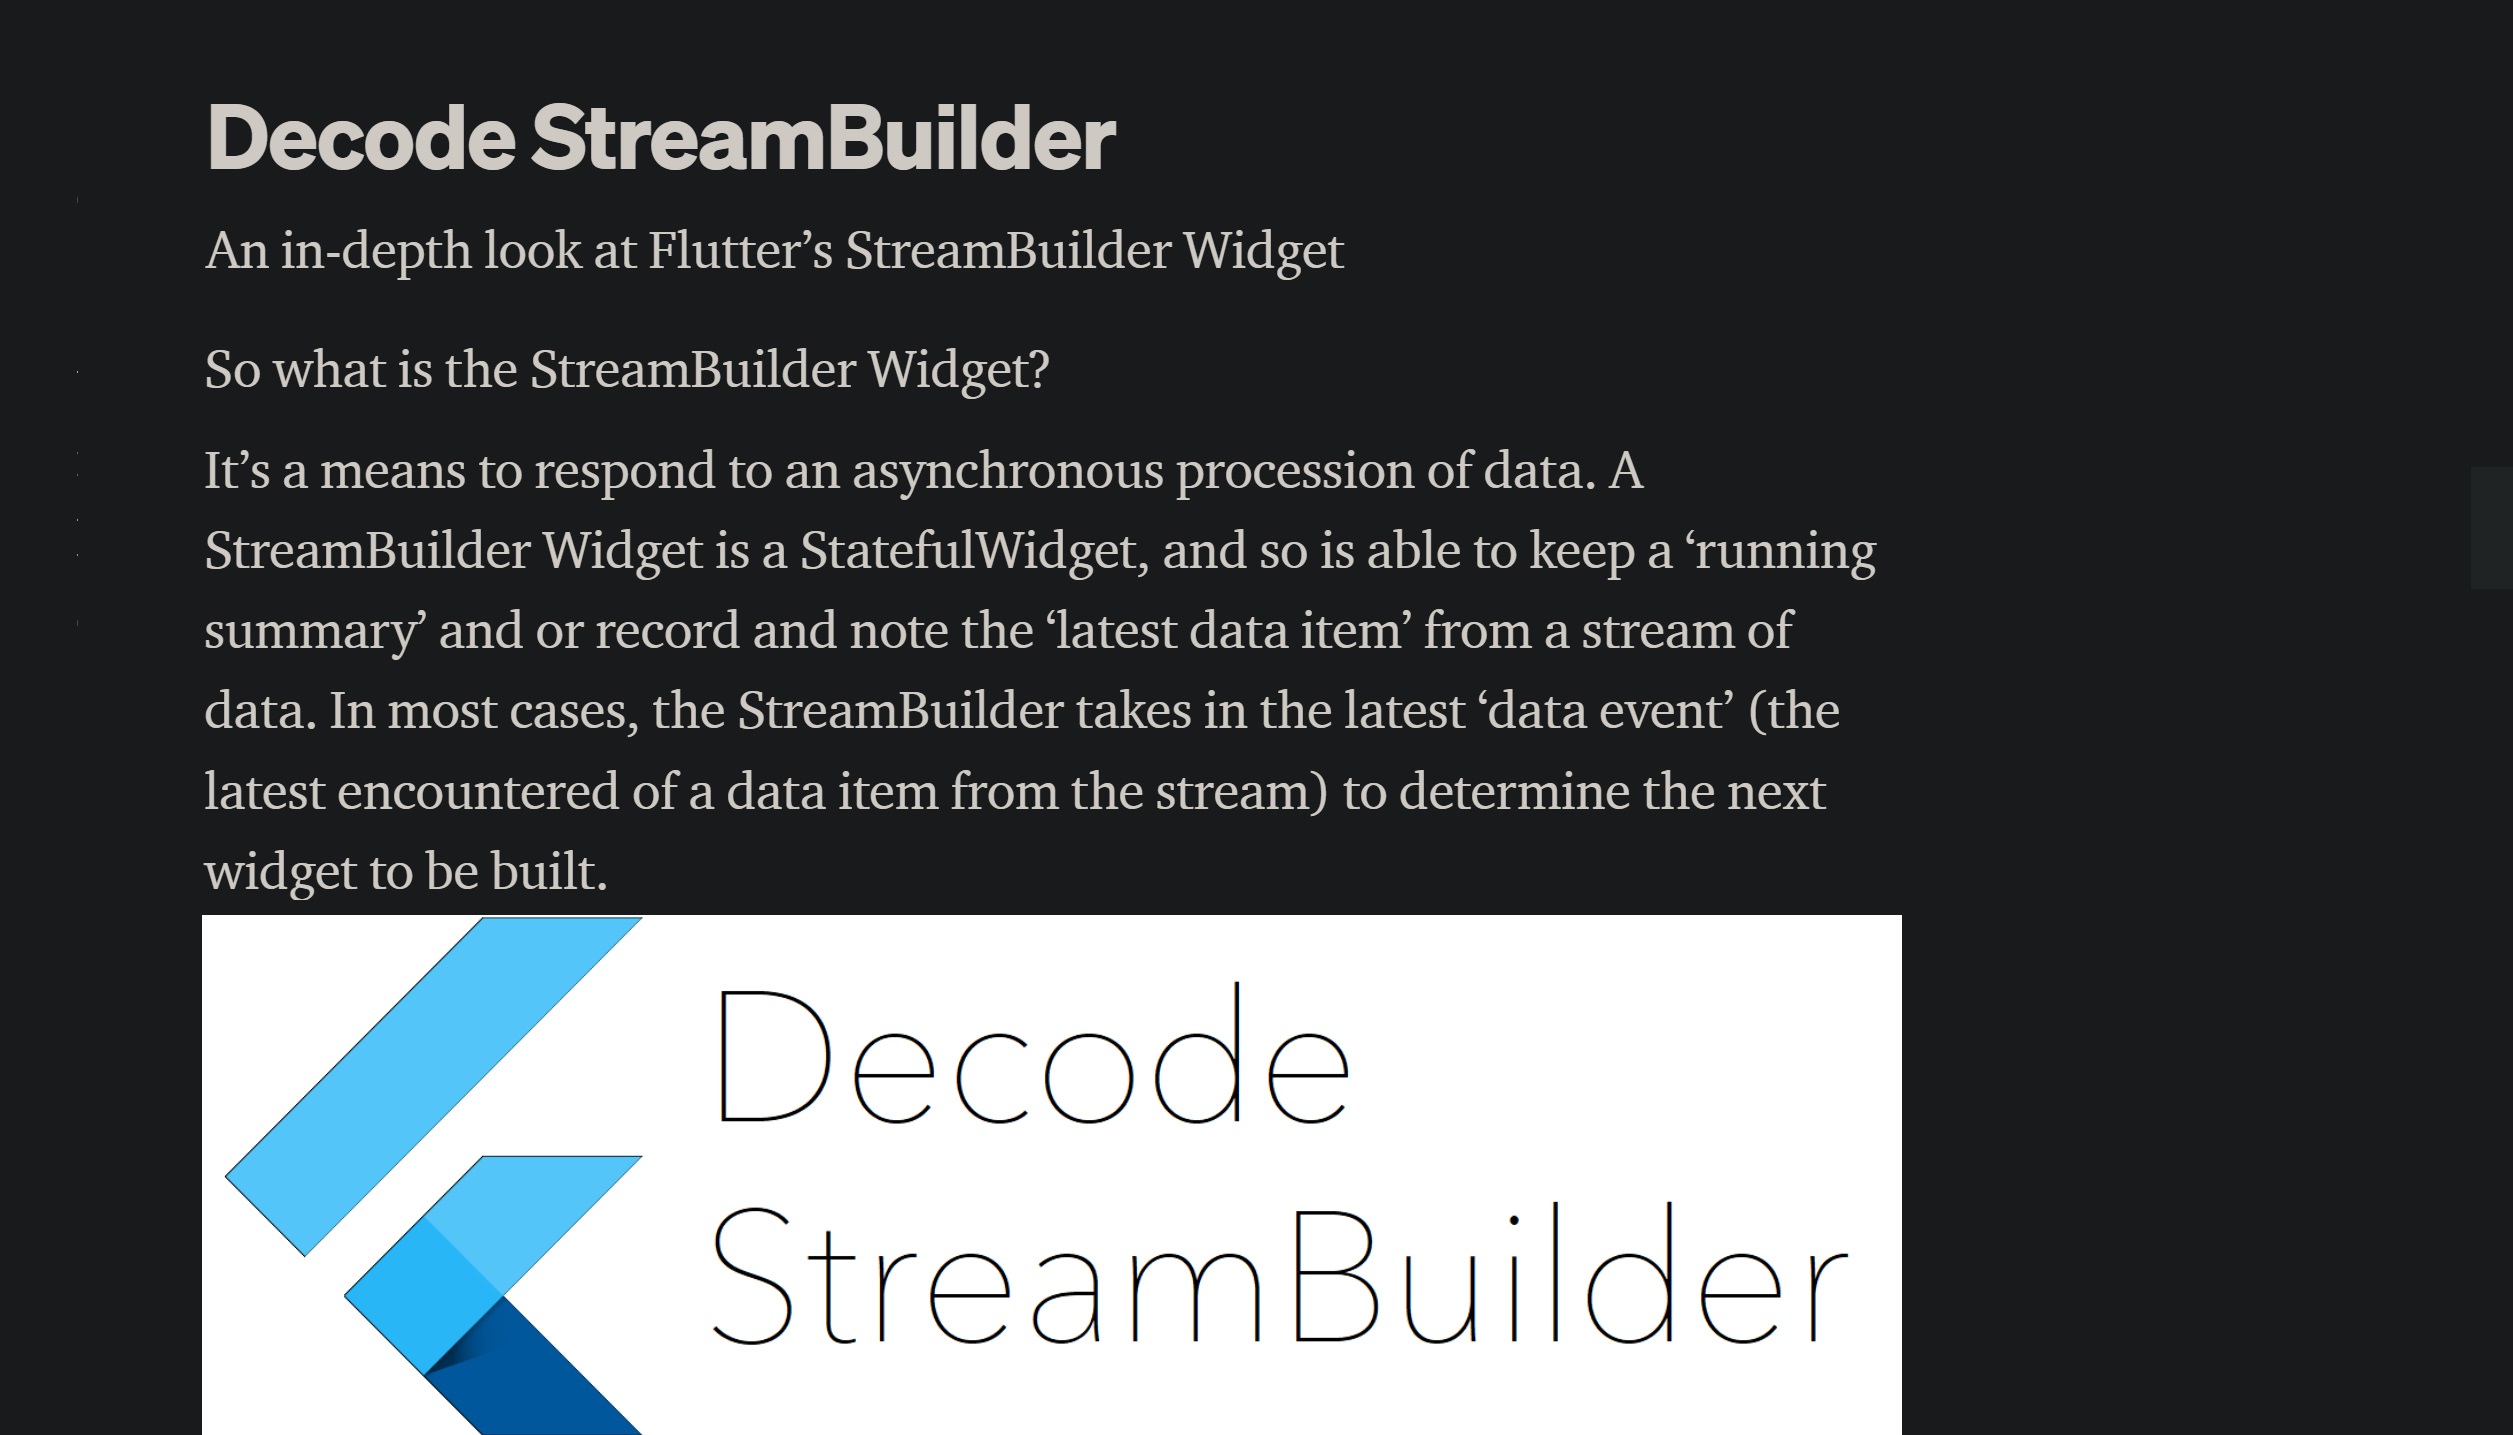 Decode StreamBuilder
An in-depth look at Flutter’s StreamBuilder Widget
So what is the StreamBuilder Widget?
It’s a means to respond to an asynchronous procession of data. A
StreamBuilder Widget is a StatefulWidget, and so is able to keep a ‘running
summary’ and or record and note the ‘latest data item’ from a stream of
data. In most cases, the StreamBuilder takes in the latest ‘data event’ (the
latest encountered of a data item from the stream) to determine the next
widget to be built.
Decode
StreamBuilder